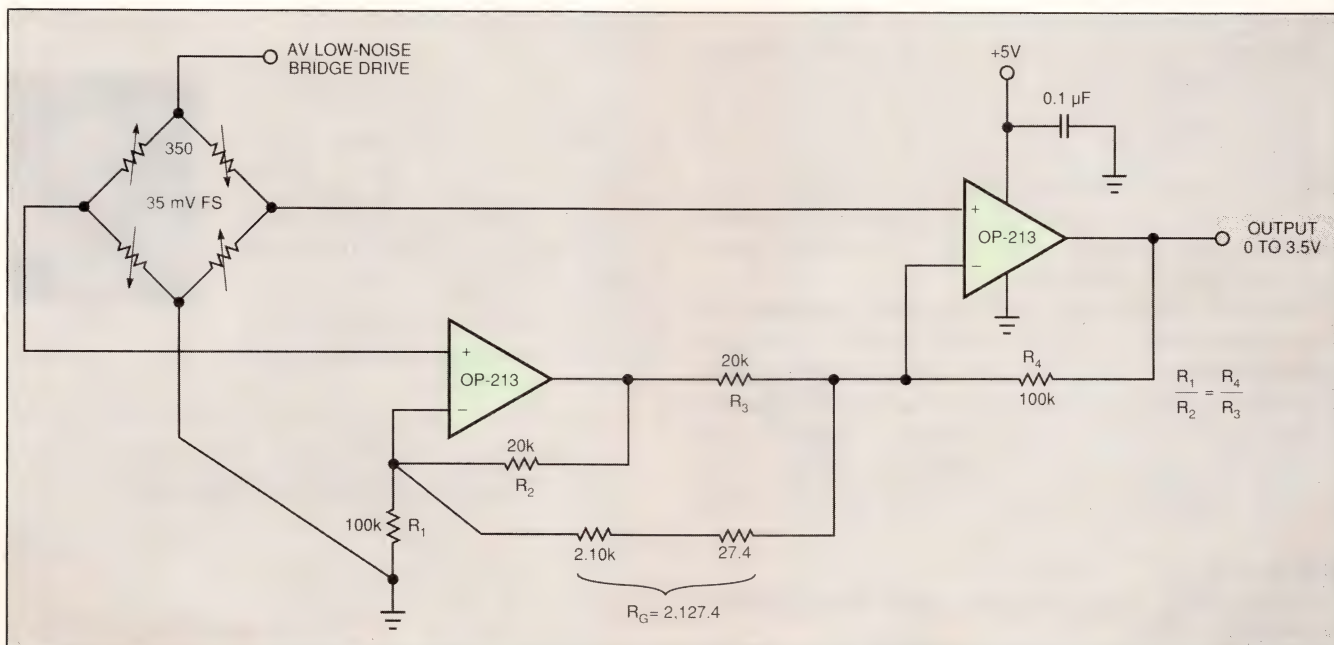 AV LOW-NOISE
BRIDGE DRIVE
+5V
0.1 µF
350
35 mV FS
+
OP-213
−
OUTPUT
0 TO 3.5V
+
OP-213
−
20k
R3
R4
100k
R1/R2 = R4/R3
20k
R2
100k
R1
2.10k
27.4
RG = 2,127.4